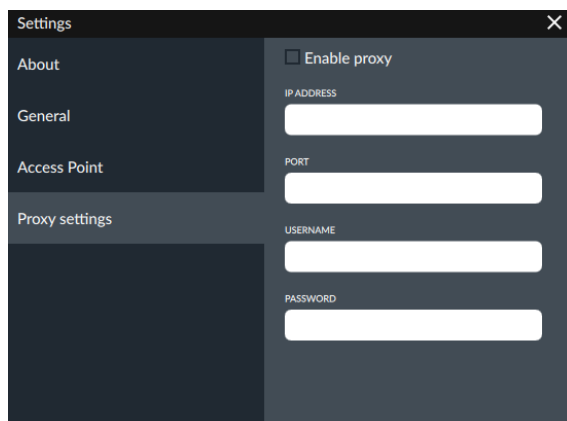 Settings
About
General
Access Point
Proxy settings
Enable proxy
IP ADDRESS
PORT
USERNAME
PASSWORD